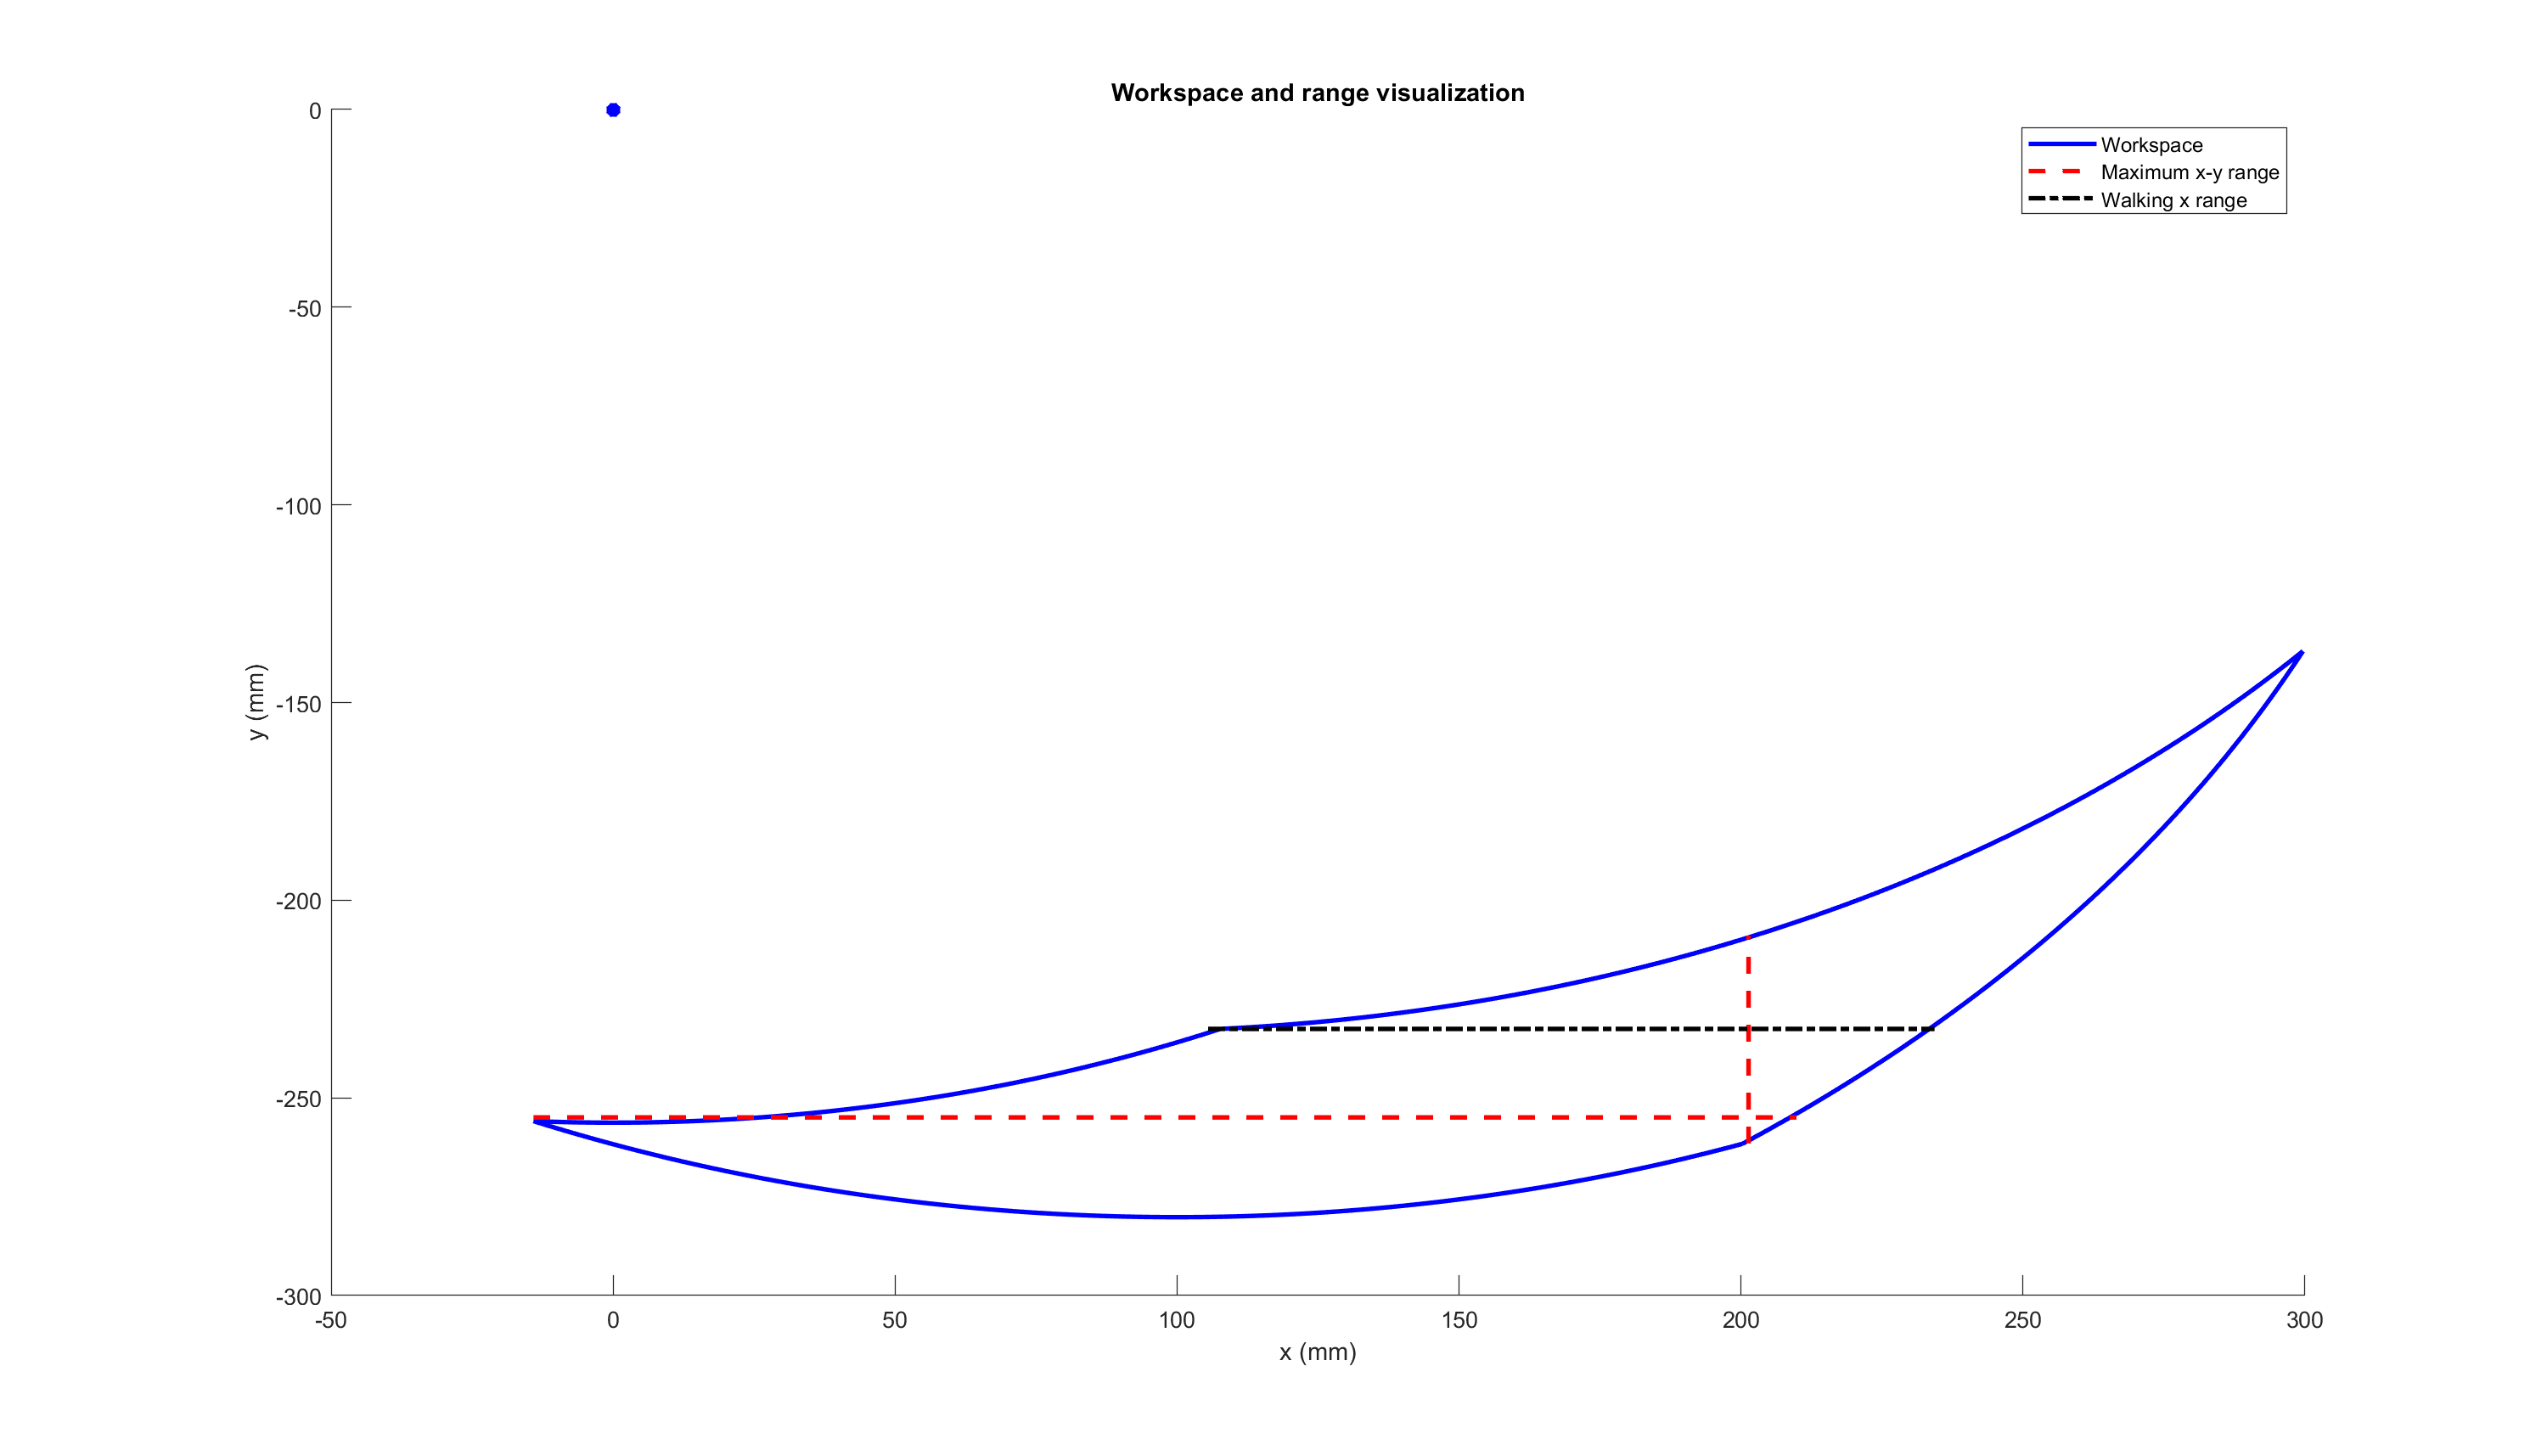 Workspace and range visualization
Workspace
Maximum x-y range
Walking x range
0
-50
-100
-150
-200
-250
-300
y (mm)
-50 0 50 100 150 200 250 300
x (mm)